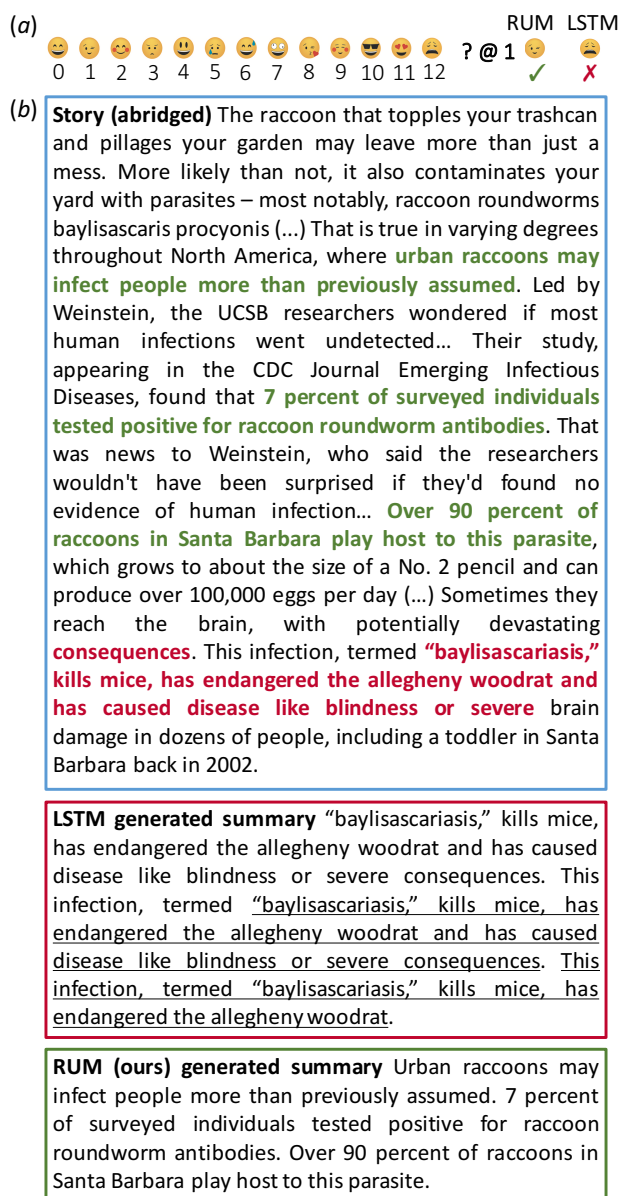 (a) RUM LSTM
😄 😉 😊 😠 😃 😢 😅 🙄 😘 😌 😎 😍 😩 ? @ 1 😉 😩
0 1 2 3 4 5 6 7 8 9 10 11 12 ✓ ✗
(b) Story (abridged) The raccoon that topples your trashcan
and pillages your garden may leave more than just a
mess. More likely than not, it also contaminates your
yard with parasites – most notably, raccoon roundworms
baylisascaris procyonis (...) That is true in varying degrees
throughout North America, where urban raccoons may
infect people more than previously assumed. Led by
Weinstein, the UCSB researchers wondered if most
human infections went undetected... Their study,
appearing in the CDC Journal Emerging Infectious
Diseases, found that 7 percent of surveyed individuals
tested positive for raccoon roundworm antibodies. That
was news to Weinstein, who said the researchers
wouldn't have been surprised if they'd found no
evidence of human infection... Over 90 percent of
raccoons in Santa Barbara play host to this parasite,
which grows to about the size of a No. 2 pencil and can
produce over 100,000 eggs per day (...) Sometimes they
reach the brain, with potentially devastating
consequences. This infection, termed “baylisascariasis,”
kills mice, has endangered the allegheny woodrat and
has caused disease like blindness or severe brain
damage in dozens of people, including a toddler in Santa
Barbara back in 2002.
LSTM generated summary “baylisascariasis,” kills mice,
has endangered the allegheny woodrat and has caused
disease like blindness or severe consequences. This
infection, termed “baylisascariasis,” kills mice, has
endangered the allegheny woodrat and has caused
disease like blindness or severe consequences. This
infection, termed “baylisascariasis,” kills mice, has
endangered the allegheny woodrat.
RUM (ours) generated summary Urban raccoons may
infect people more than previously assumed. 7 percent
of surveyed individuals tested positive for raccoon
roundworm antibodies. Over 90 percent of raccoons in
Santa Barbara play host to this parasite.